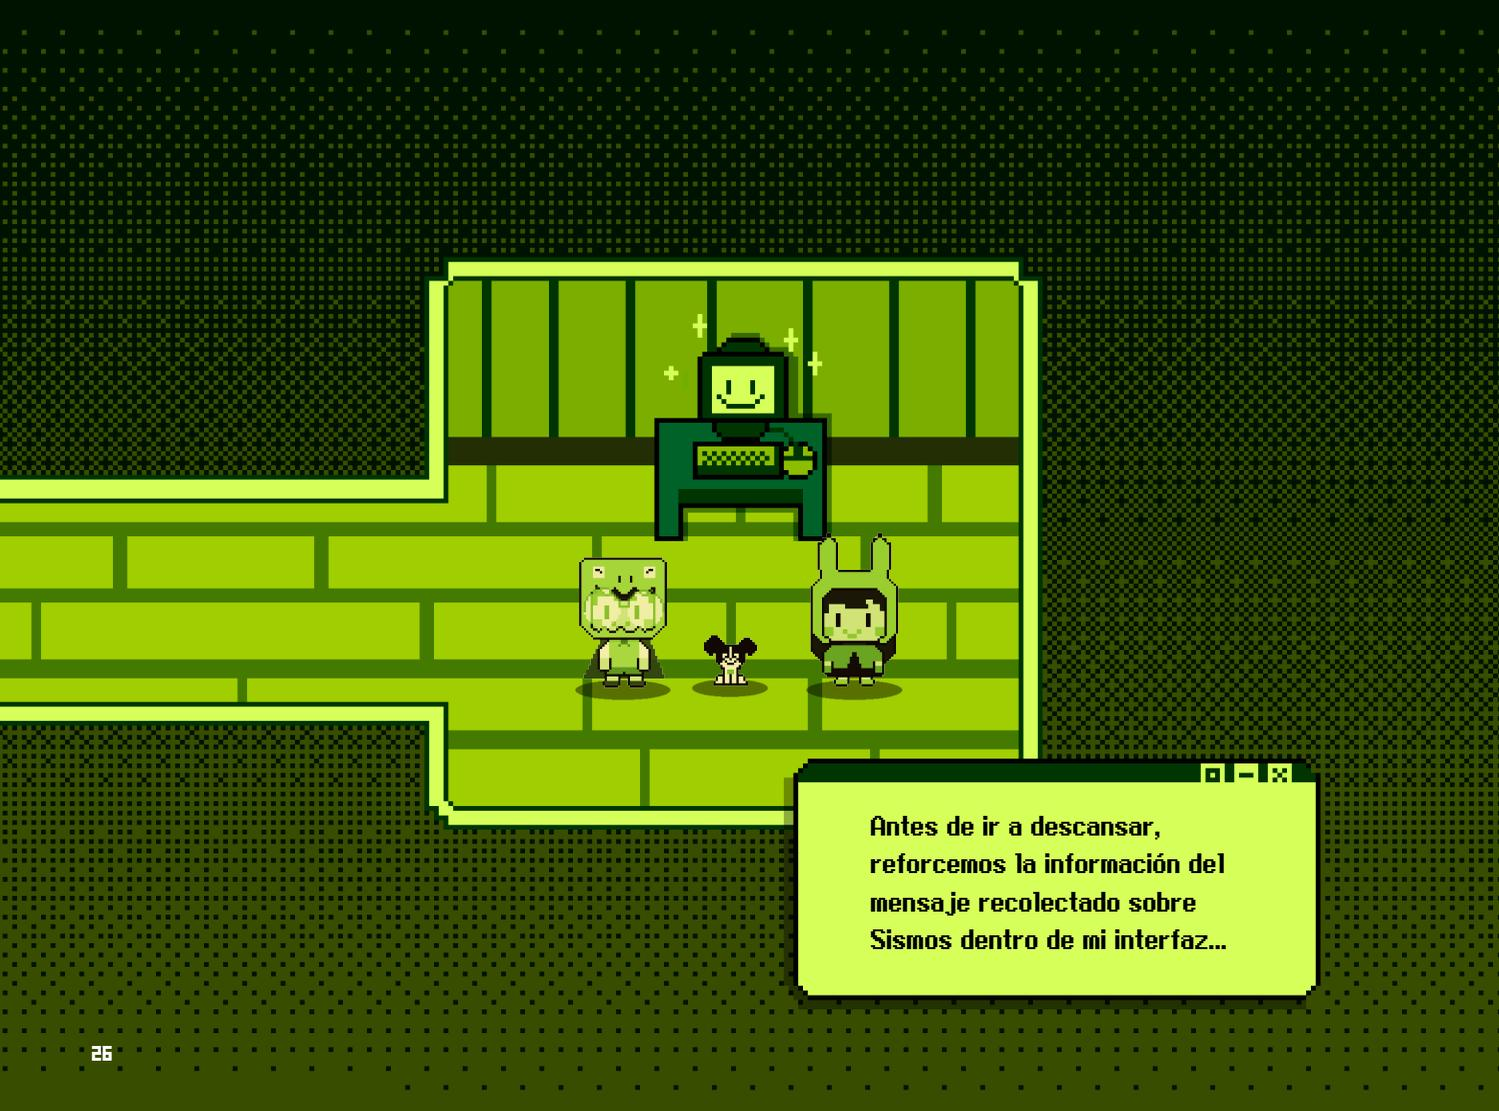 Antes de ir a descansar,
reforcemos la información del
mensaje recolectado sobre
Sismos dentro de mi interfaz...
26